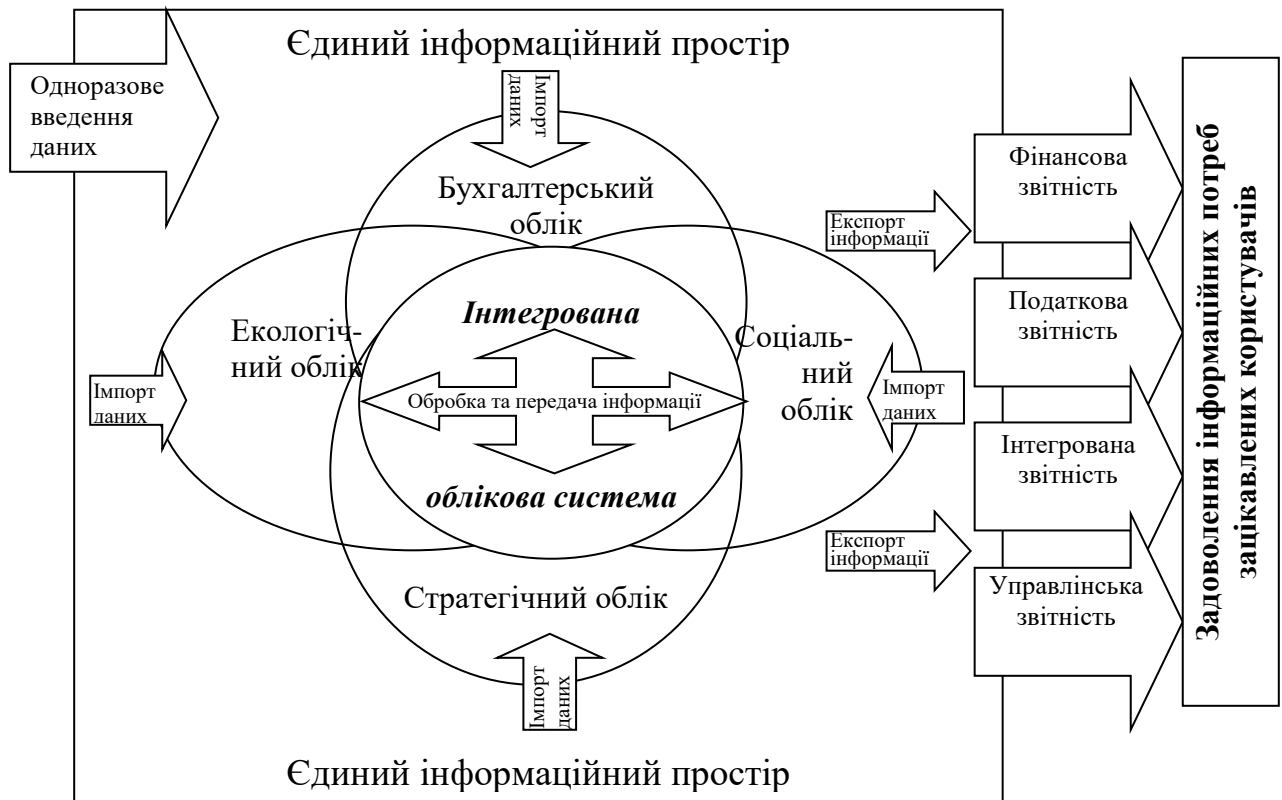 Єдиний інформаційний простір
Одноразове
введення
даних
Імпорт
даних
Бухгалтерський
облік
Екологіч-
ний облік
Імпорт
даних
Інтегрована
Обробка та передача інформації
облікова система
Соціаль-
ний
облік
Імпорт
даних
Стратегічний облік
Імпорт
даних
Експорт
інформації
Експорт
інформації
Фінансова
звітність
Податкова
звітність
Інтегрована
звітність
Управлінська
звітність
Задоволення інформаційних потреб
зацікавлених користувачів
Єдиний інформаційний простір